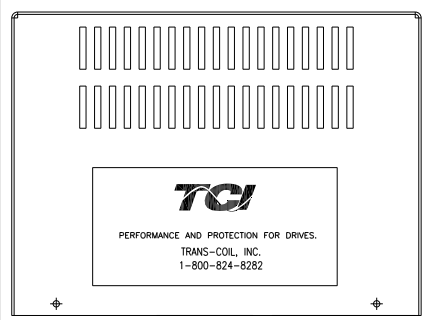 TCI
PERFORMANCE AND PROTECTION FOR DRIVES.
TRANS-COIL, INC.
1-800-824-8282